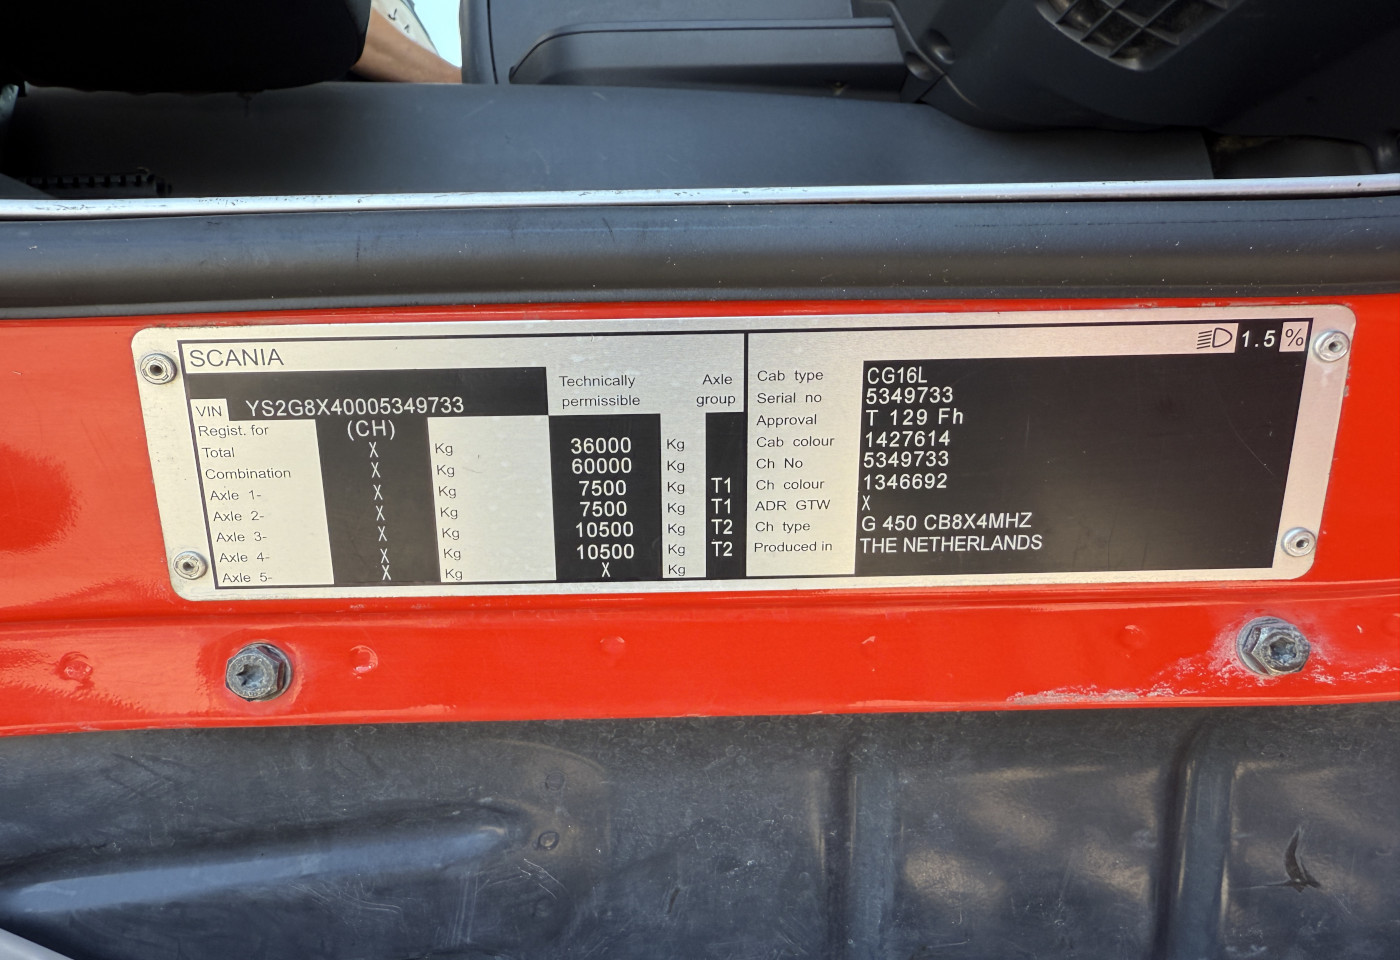 SCANIA
VIN YS2G8X40005349733
Technically permissible
Axle group
Regist. for (CH)
Total X Kg 36000 Kg
Combination X Kg 60000 Kg
Axle 1- X Kg 7500 Kg T1
Axle 2- X Kg 7500 Kg T1
Axle 3- X Kg 10500 Kg T2
Axle 4- X Kg 10500 Kg T2
Axle 5- X Kg X Kg
1.5 %
Cab type CG16L
Serial no 5349733
Approval T 129 Fh
Cab colour 1427614
Ch No 5349733
Ch colour 1346692
ADR GTW X
Ch type G 450 CB8X4MHZ
Produced in THE NETHERLANDS